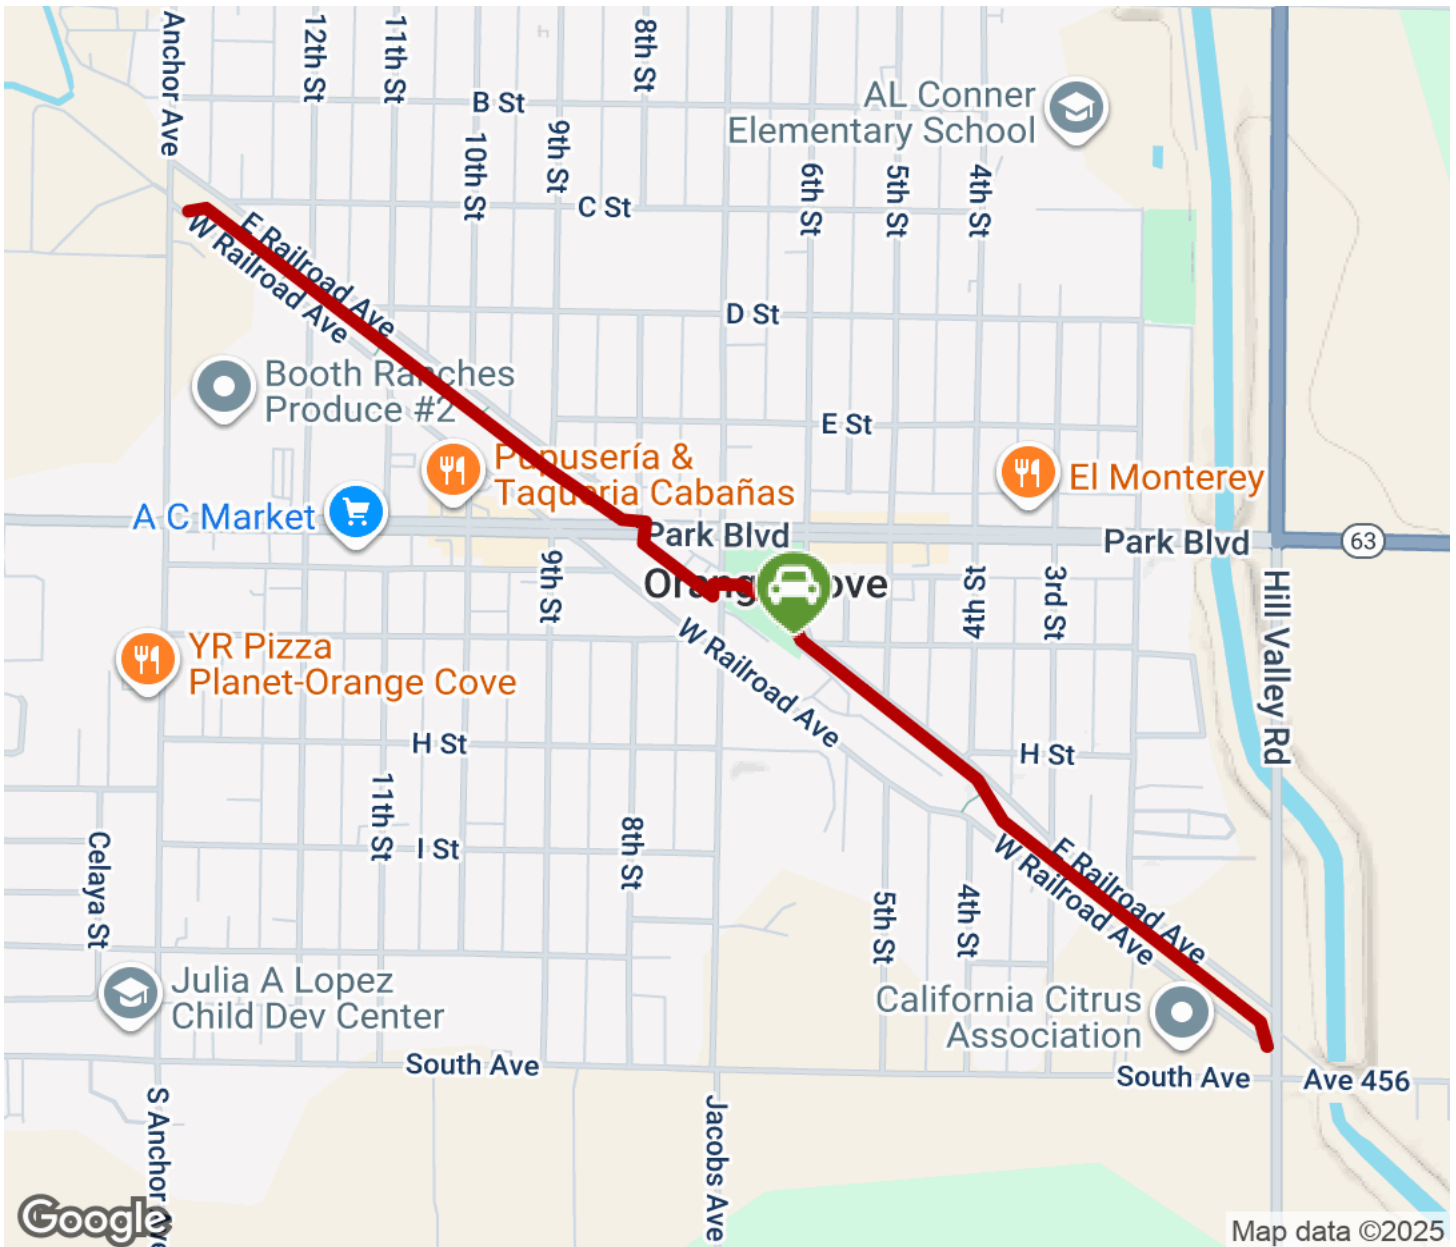 Anchor Ave
12th St
11th St
8th St
B St
10th St
9th St
AL Conner
Elementary School
6th St
5th St
4th St
C St
E Railroad Ave
W Railroad Ave
D St
Booth Ranches
Produce #2
E St
Pupusería &
Taqueria Cabañas
El Monterey
A C Market
Park Blvd
Park Blvd
63
9th St
Orange Cove
4th St
3rd St
Hill Valley Rd
YR Pizza
Planet-Orange Cove
W Railroad Ave
H St
H St
11th St
8th St
I St
Celaya St
E Railroad Ave
W Railroad Ave
5th St
4th St
Julia A Lopez
Child Dev Center
California Citrus
Association
South Ave
South Ave
Ave 456
S Anchor Ave
Jacobs Ave
Google
Map data ©2025